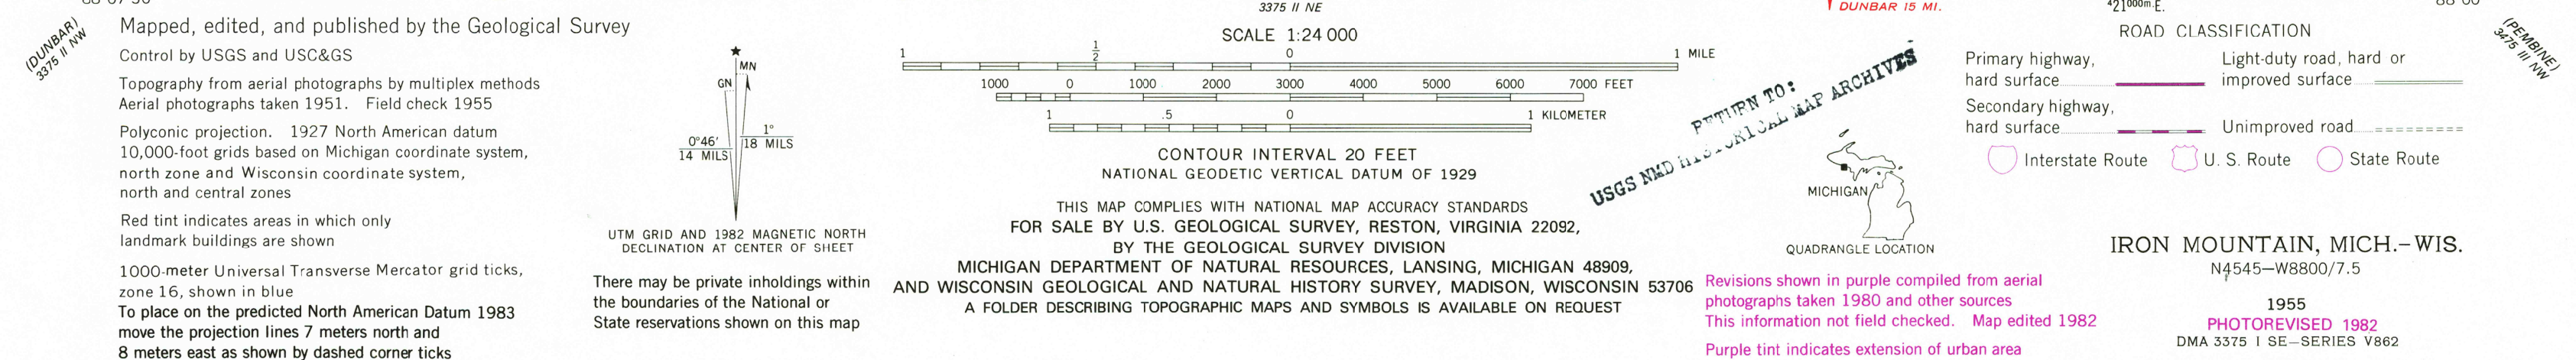 (DUNBAR)
3375 II NW
Mapped, edited, and published by the Geological Survey
Control by USGS and USC&GS
Topography from aerial photographs by multiplex methods
Aerial photographs taken 1951. Field check 1955
Polyconic projection. 1927 North American datum
10,000-foot grids based on Michigan coordinate system,
north zone and Wisconsin coordinate system,
north and central zones
Red tint indicates areas in which only
landmark buildings are shown
1000-meter Universal Transverse Mercator grid ticks,
zone 16, shown in blue
To place on the predicted North American Datum 1983
move the projection lines 7 meters north and
8 meters east as shown by dashed corner ticks
★
MN
GN
0°46′
14 MILS
1°
18 MILS
UTM GRID AND 1982 MAGNETIC NORTH
DECLINATION AT CENTER OF SHEET
There may be private inholdings within
the boundaries of the National or
State reservations shown on this map
3375 II NE
SCALE 1:24 000
1 1/2 0 1 MILE
1000 0 1000 2000 3000 4000 5000 6000 7000 FEET
1 .5 0 1 KILOMETER
CONTOUR INTERVAL 20 FEET
NATIONAL GEODETIC VERTICAL DATUM OF 1929
THIS MAP COMPLIES WITH NATIONAL MAP ACCURACY STANDARDS
FOR SALE BY U.S. GEOLOGICAL SURVEY, RESTON, VIRGINIA 22092,
BY THE GEOLOGICAL SURVEY DIVISION
MICHIGAN DEPARTMENT OF NATURAL RESOURCES, LANSING, MICHIGAN 48909,
AND WISCONSIN GEOLOGICAL AND NATURAL HISTORY SURVEY, MADISON, WISCONSIN 53706
A FOLDER DESCRIBING TOPOGRAPHIC MAPS AND SYMBOLS IS AVAILABLE ON REQUEST
RETURN TO:
USGS NMD HISTORICAL MAP ARCHIVES
DUNBAR 15 MI.
421000m.E.
MICHIGAN
QUADRANGLE LOCATION
Revisions shown in purple compiled from aerial
photographs taken 1980 and other sources
This information not field checked. Map edited 1982
Purple tint indicates extension of urban area
ROAD CLASSIFICATION
Primary highway,
hard surface
Light-duty road, hard or
improved surface
Secondary highway,
hard surface
Unimproved road
Interstate Route U. S. Route State Route
(PEMBINE)
3475 III NW
IRON MOUNTAIN, MICH.–WIS.
N4545–W8800/7.5
1955
PHOTOREVISED 1982
DMA 3375 I SE–SERIES V862